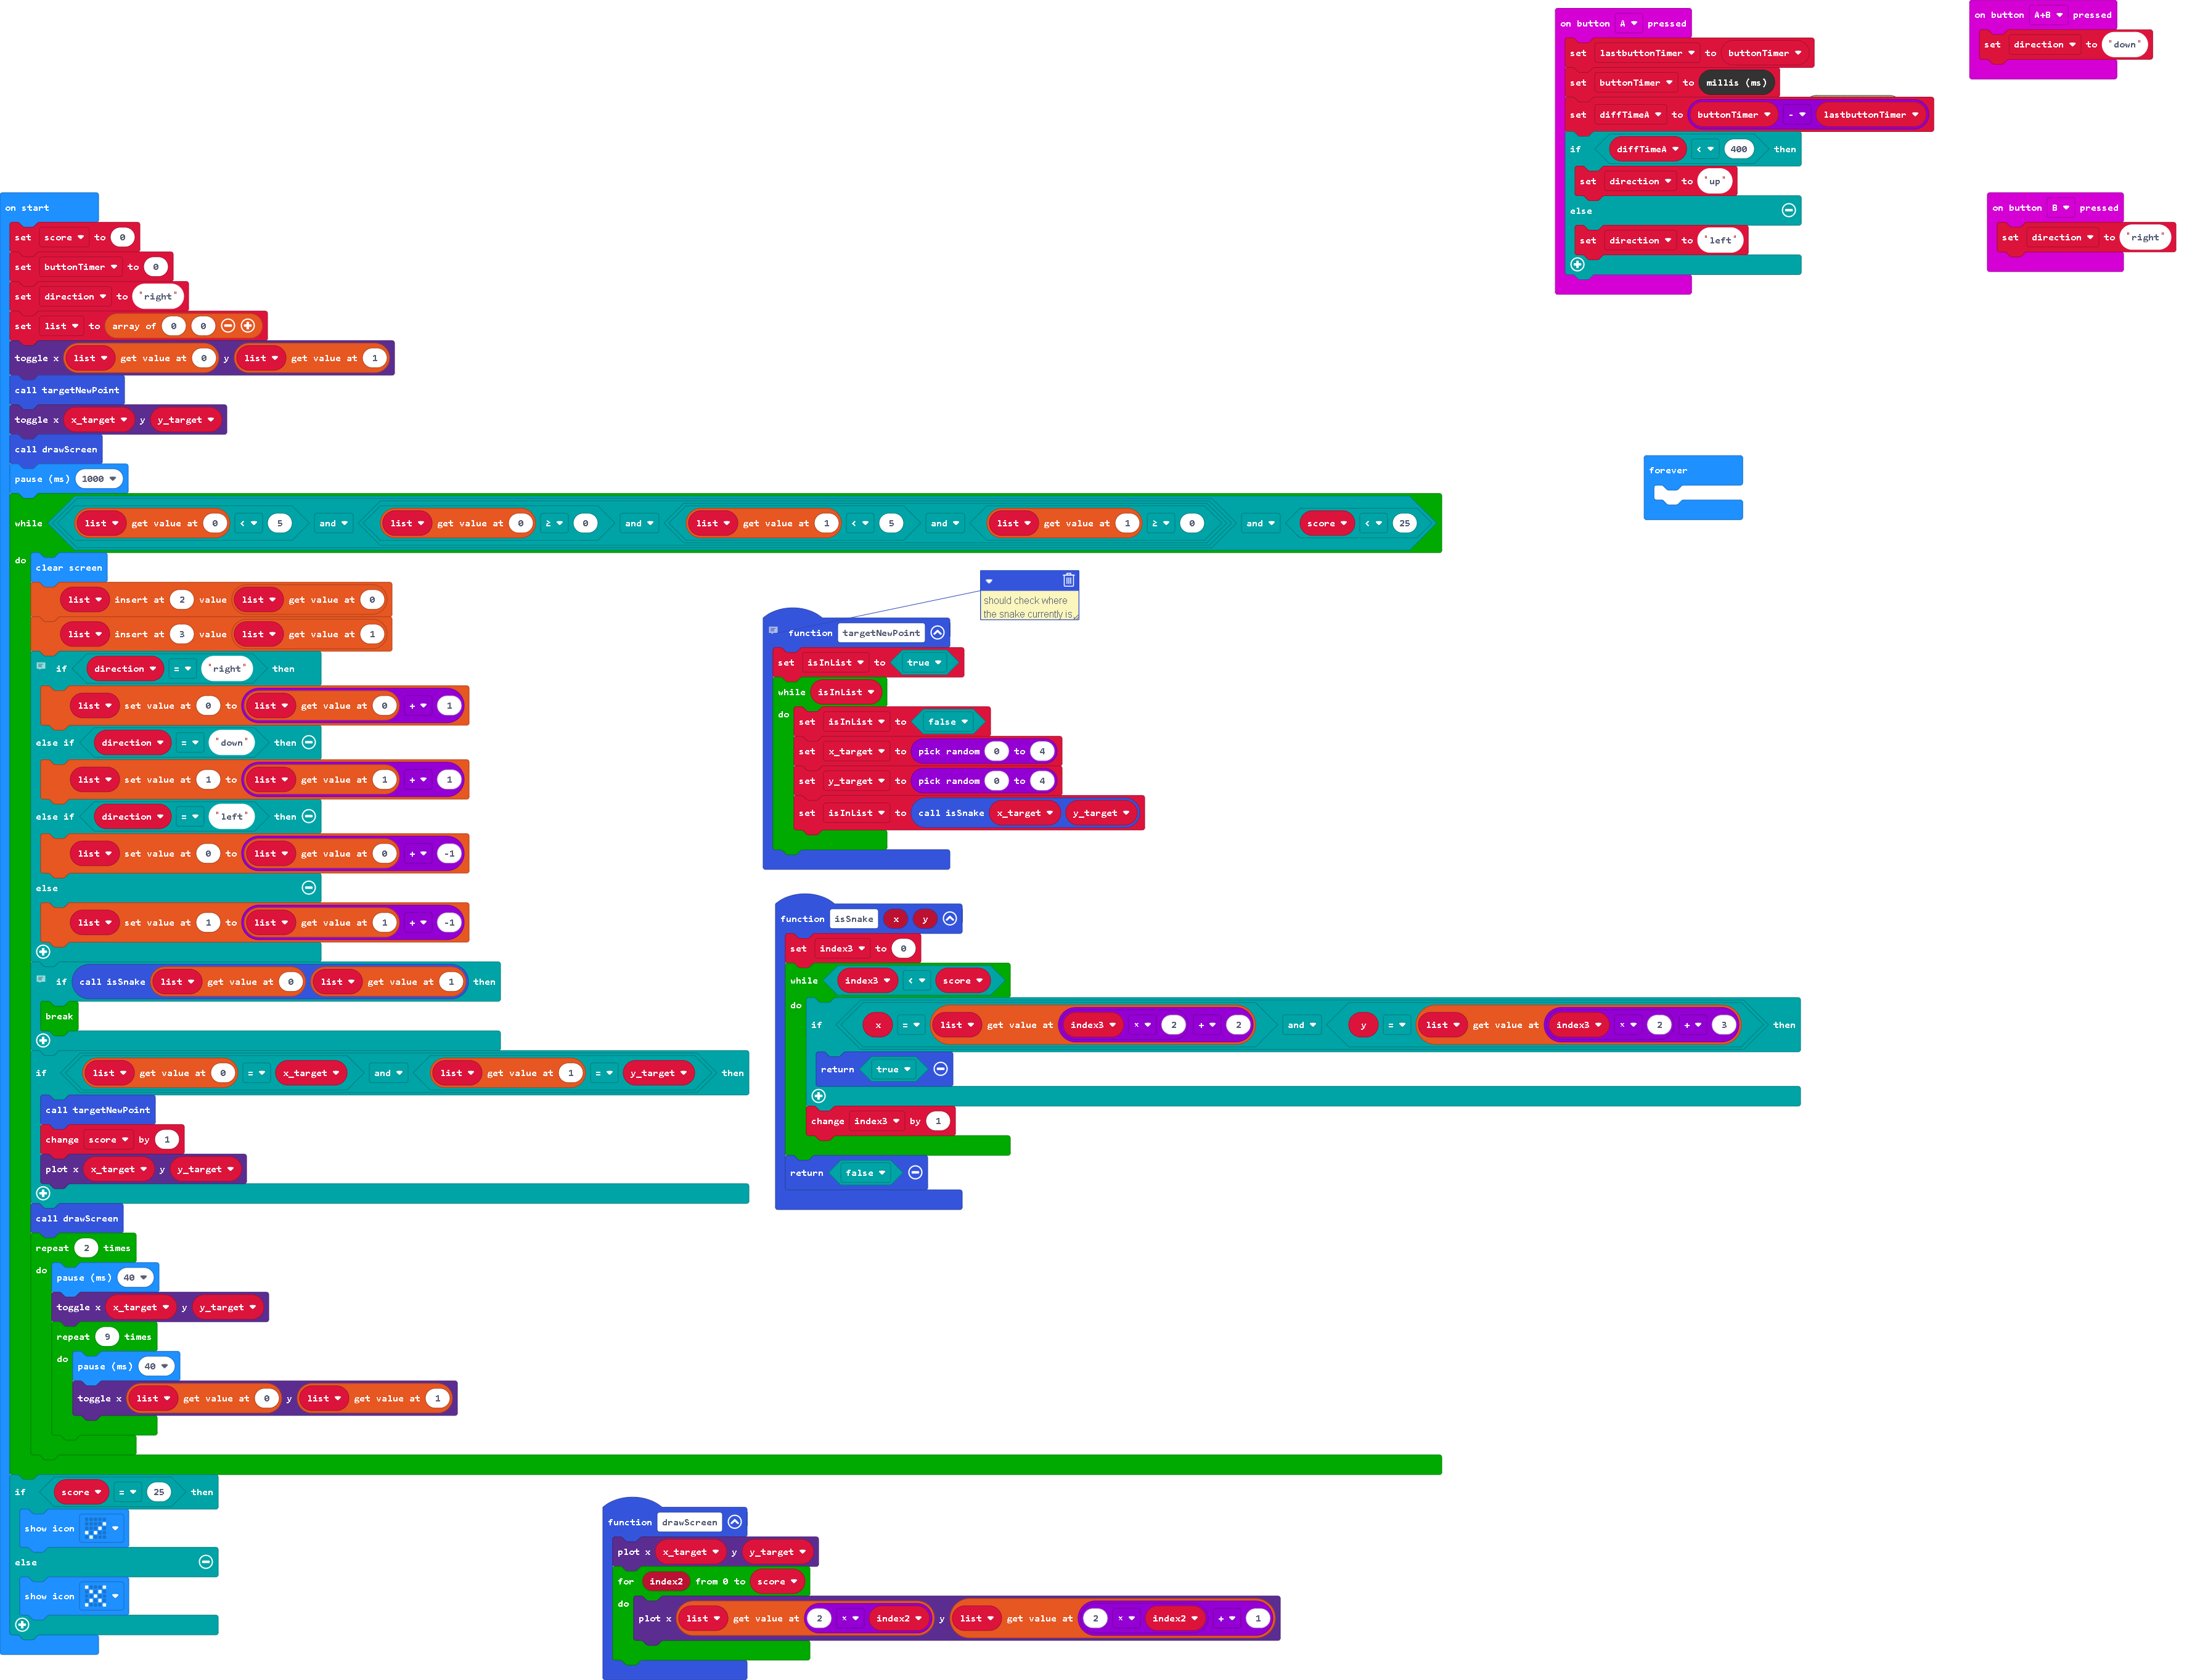 on start
set score to 0
set buttonTimer to 0
set direction to "right"
set list to array of 0 0
toggle x list get value at 0 y list get value at 1
call targetNewPoint
toggle x x_target y y_target
call drawScreen
pause (ms) 1000
while list get value at 0 < 5 and list get value at 0 ≥ 0 and list get value at 1 < 5 and list get value at 1 ≥ 0 and score < 25
do
clear screen
list insert at 2 value list get value at 0
list insert at 3 value list get value at 1
if direction = "right" then
list set value at 0 to list get value at 0 + 1
else if direction = "down" then
list set value at 1 to list get value at 1 + 1
else if direction = "left" then
list set value at 0 to list get value at 0 + -1
else
list set value at 1 to list get value at 1 + -1
if call isSnake list get value at 0 list get value at 1 then
break
if list get value at 0 = x_target and list get value at 1 = y_target then
call targetNewPoint
change score by 1
plot x x_target y y_target
call drawScreen
repeat 2 times
do
pause (ms) 40
toggle x x_target y y_target
repeat 9 times
do
pause (ms) 40
toggle x list get value at 0 y list get value at 1
if score = 25 then
show icon
else
show icon
on button A pressed
set lastbuttonTimer to buttonTimer
set buttonTimer to millis (ms)
set diffTimeA to buttonTimer - lastbuttonTimer
if diffTimeA < 400 then
set direction to "up"
else
set direction to "left"
on button A+B pressed
set direction to "down"
on button B pressed
set direction to "right"
forever
should check where
the snake currently is
function targetNewPoint
set isInList to true
while isInList
do
set isInList to false
set x_target to pick random 0 to 4
set y_target to pick random 0 to 4
set isInList to call isSnake x_target y_target
function isSnake x y
set index3 to 0
while index3 < score
do
if x = list get value at index3 × 2 + 2 and y = list get value at index3 × 2 + 3 then
return true
change index3 by 1
return false
function drawScreen
plot x x_target y y_target
for index2 from 0 to score
do
plot x list get value at 2 × index2 y list get value at 2 × index2 + 1